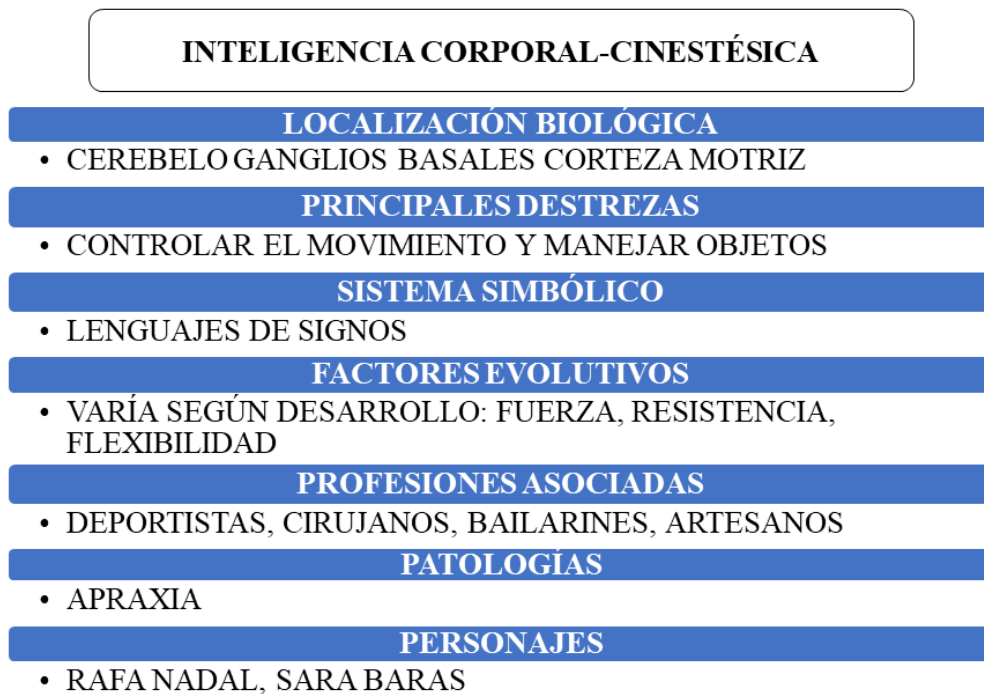 INTELIGENCIA CORPORAL-CINESTÉSICA
LOCALIZACIÓN BIOLÓGICA
• CEREBELO GANGLIOS BASALES CORTEZA MOTRIZ
PRINCIPALES DESTREZAS
• CONTROLAR EL MOVIMIENTO Y MANEJAR OBJETOS
SISTEMA SIMBÓLICO
• LENGUAJES DE SIGNOS
FACTORES EVOLUTIVOS
• VARÍA SEGÚN DESARROLLO: FUERZA, RESISTENCIA,
FLEXIBILIDAD
PROFESIONES ASOCIADAS
• DEPORTISTAS, CIRUJANOS, BAILARINES, ARTESANOS
PATOLOGÍAS
• APRAXIA
PERSONAJES
• RAFA NADAL, SARA BARAS